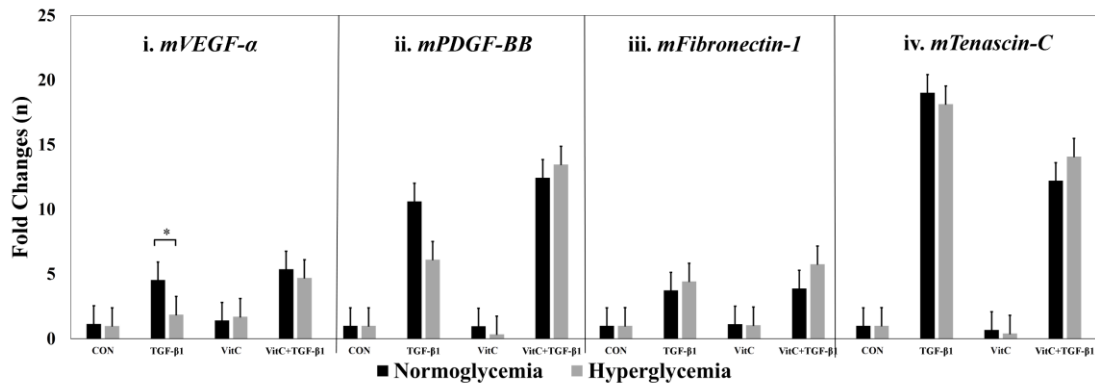 Fold Changes (n)
25
20
15
10
5
0
i. mVEGF-α
ii. mPDGF-BB
iii. mFibronectin-1
iv. mTenascin-C
*
CON TGF-β1 VitC VitC+TGF-β1
CON TGF-β1 VitC VitC+TGF-β1
CON TGF-β1 VitC VitC+TGF-β1
CON TGF-β1 VitC VitC+TGF-β1
Normoglycemia Hyperglycemia